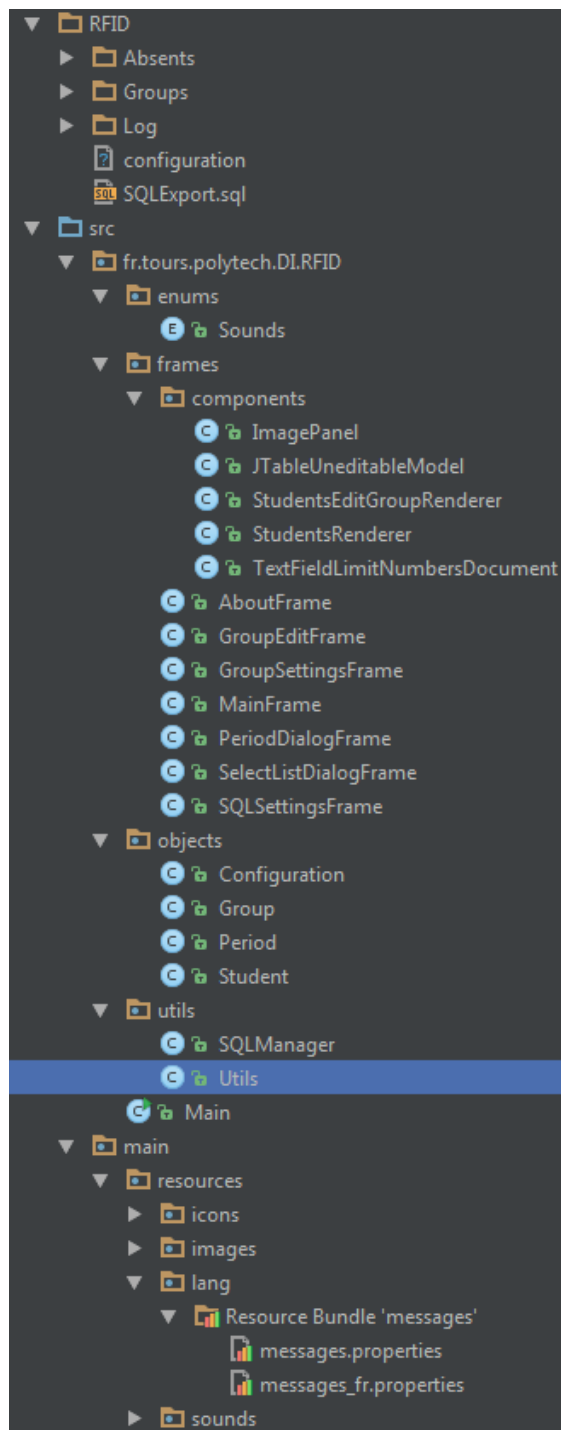 RFID
Absents
Groups
Log
configuration
SQLExport.sql
src
fr.tours.polytech.DI.RFID
enums
Sounds
frames
components
ImagePanel
JTableUneditableModel
StudentsEditGroupRenderer
StudentsRenderer
TextFieldLimitNumbersDocument
AboutFrame
GroupEditFrame
GroupSettingsFrame
MainFrame
PeriodDialogFrame
SelectListDialogFrame
SQLSettingsFrame
objects
Configuration
Group
Period
Student
utils
SQLManager
Utils
Main
main
resources
icons
images
lang
Resource Bundle 'messages'
messages.properties
messages_fr.properties
sounds